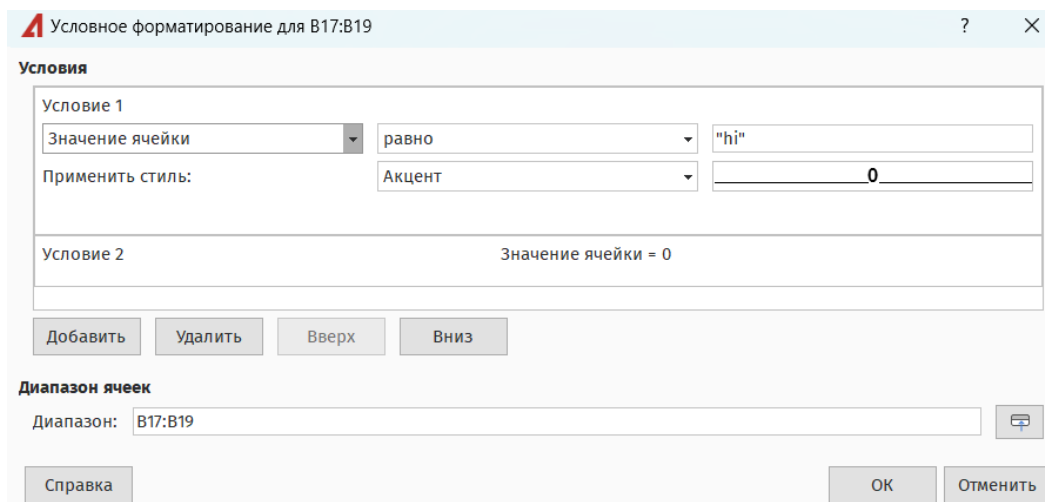 Условное форматирование для B17:B19 ?
Условия
Условие 1
Значение ячейки равно "hi"
Применить стиль: Акцент 0
Условие 2 Значение ячейки = 0
Добавить Удалить Вверх Вниз
Диапазон ячеек
Диапазон: B17:B19
Справка ОК Отменить